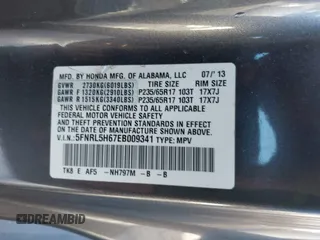 MFD. BY HONDA MFG. OF ALABAMA, LLC 07/'13
GVWR 2730KG(6019LBS) TIRE SIZE RIM SIZE
GAWR F 1320KG(2910LBS) P235/65R17 103T 17X7J
GAWR R 1515KG(3340LBS) P235/65R17 103T 17X7J
THIS VEHICLE CONFORMS TO ALL APPLICABLE
FEDERAL MOTOR VEHICLE SAFETY AND THEFT
PREVENTION STANDARDS IN EFFECT ON THE DATE
OF MANUFACTURE SHOWN ABOVE.
V.I.N.: 5FNRL5H67EB009341 TYPE: MPV
TK8 E AF5 -NH797M - B - B
© DREAMBID